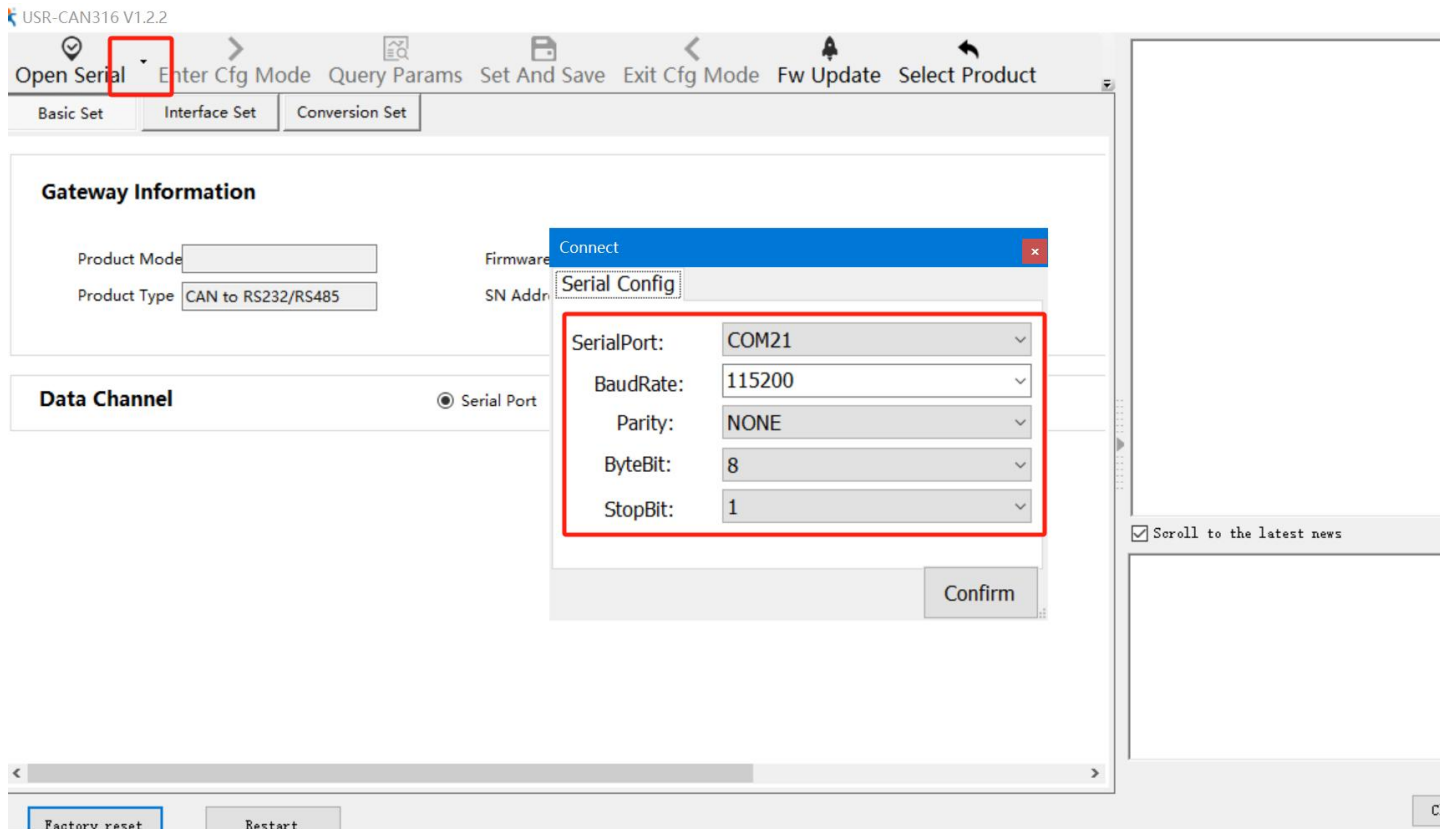 USR-CAN316 V1.2.2
Open Serial Enter Cfg Mode Query Params Set And Save Exit Cfg Mode Fw Update Select Product
Basic Set Interface Set Conversion Set
Gateway Information
Product Mode
Firmware
Product Type CAN to RS232/RS485
SN Addr
Data Channel
Serial Port
Connect
Serial Config
SerialPort: COM21
BaudRate: 115200
Parity: NONE
ByteBit: 8
StopBit: 1
Confirm
Scroll to the latest news
Factory reset Restart
C